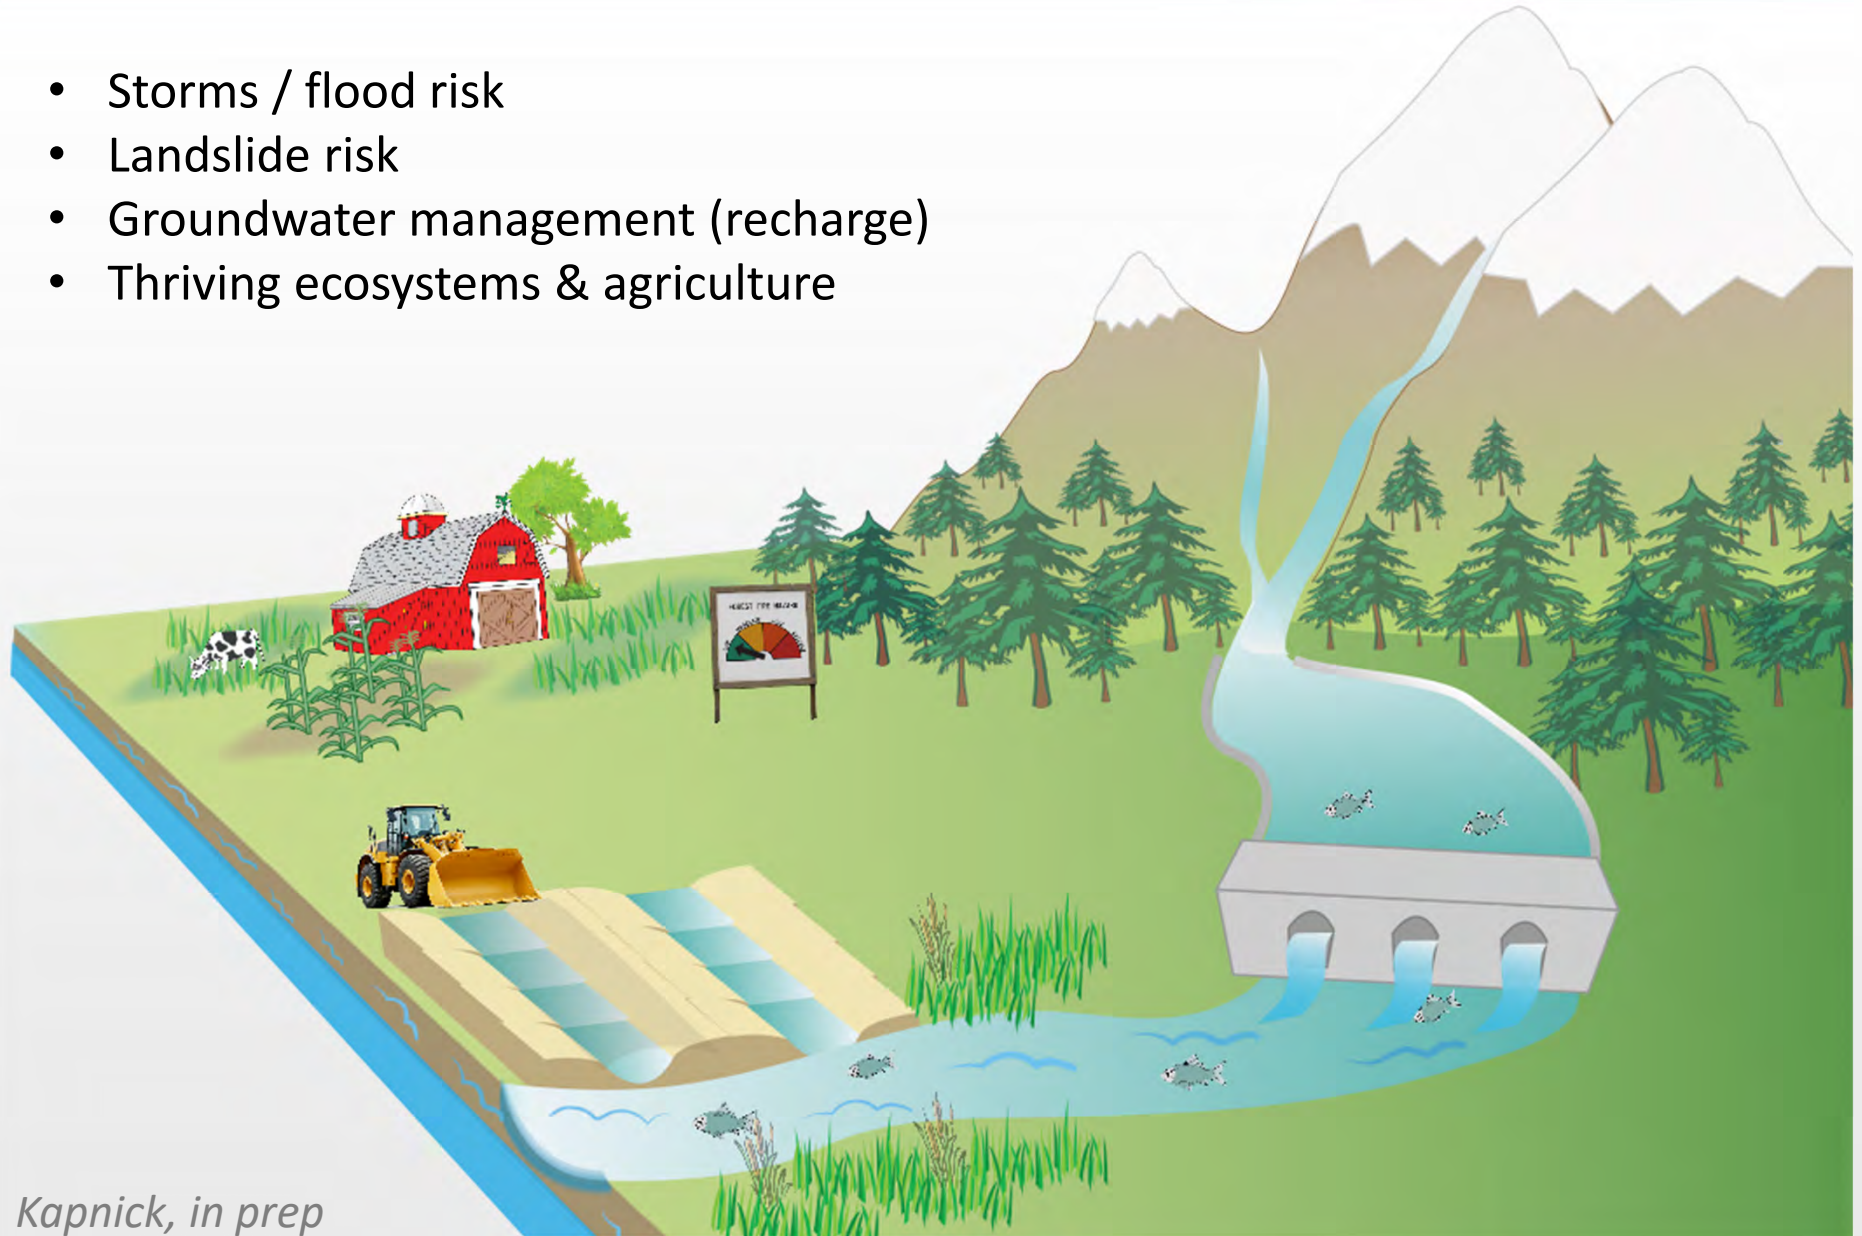 • Storms / flood risk
• Landslide risk
• Groundwater management (recharge)
• Thriving ecosystems & agriculture
Kapnick, in prep